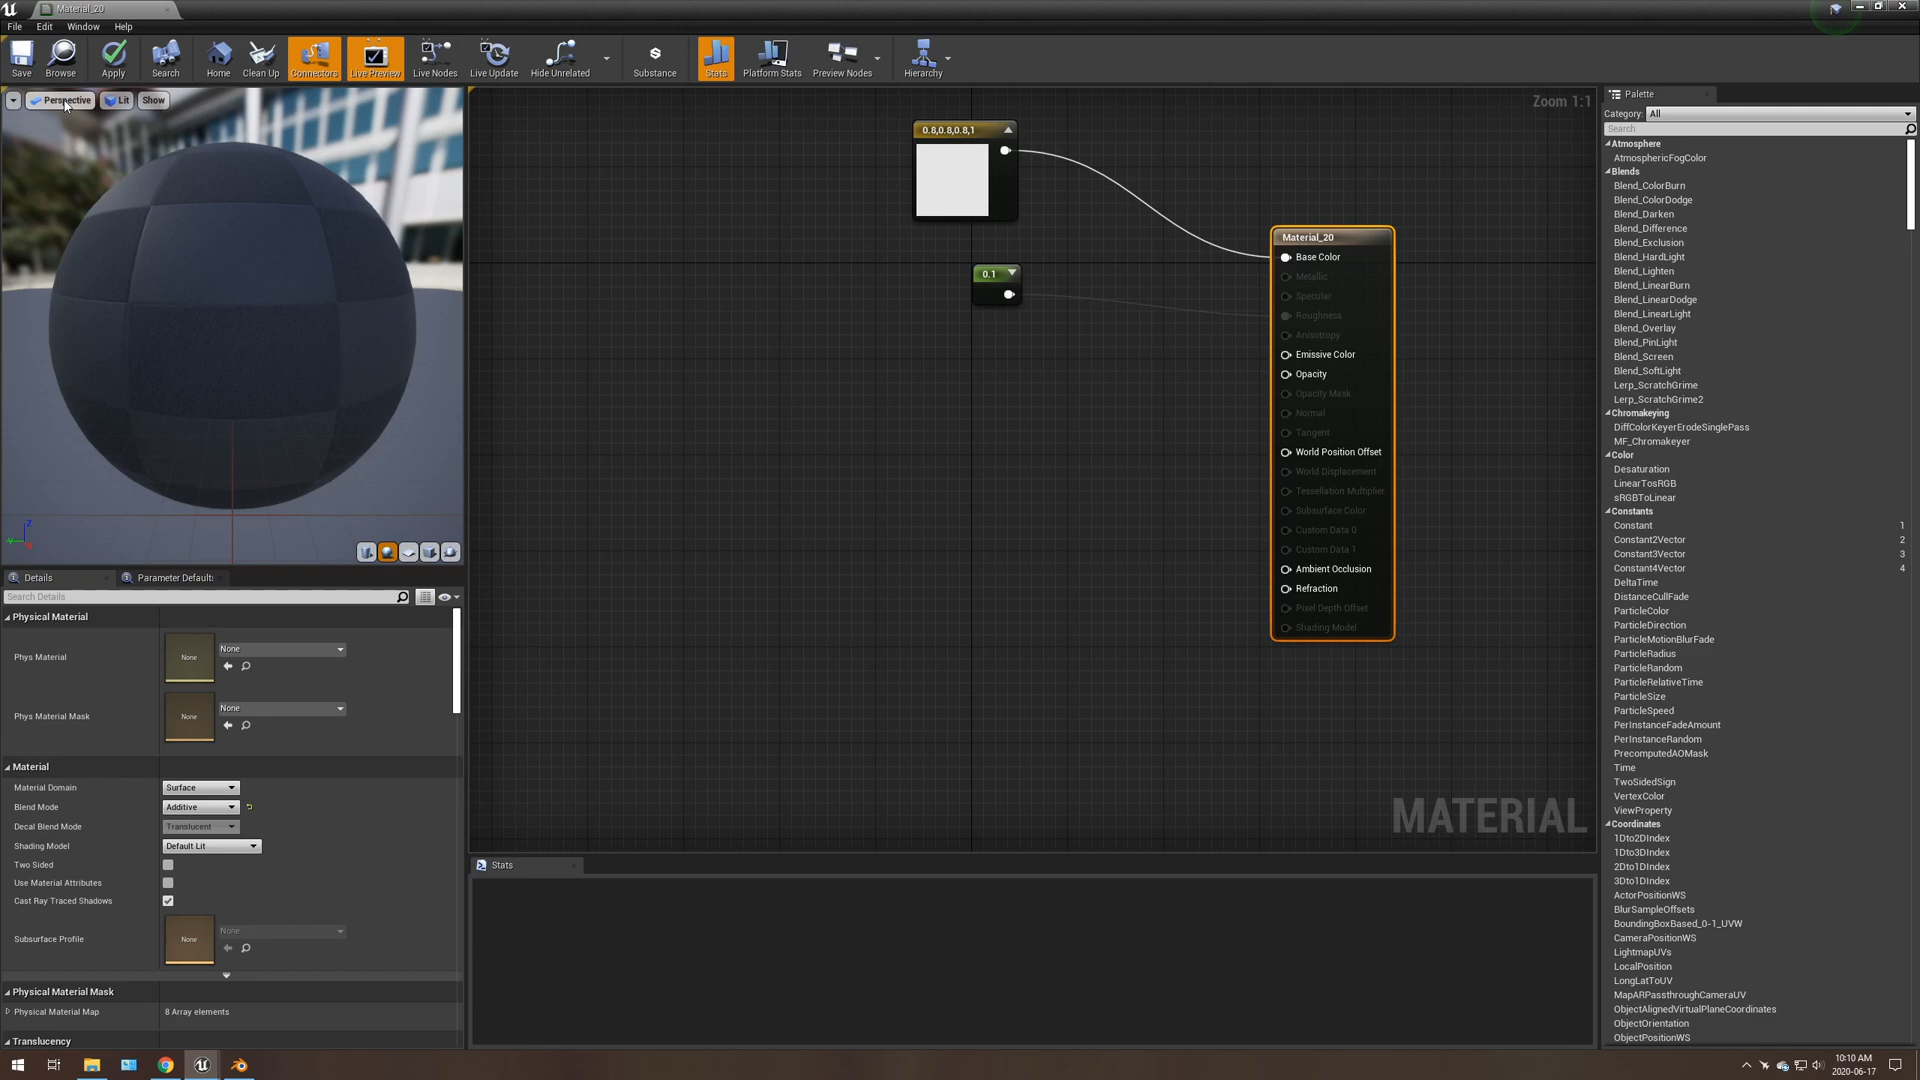 Material_20
File Edit Window Help
Save Browse Apply Search Home Clean Up Connectors Live Preview Live Nodes Live Update Hide Unrelated Substance Stats Platform Stats Preview Nodes Hierarchy
Perspective Lit Show
Zoom 1:1
0.8,0.8,0.8,1
0.1
Material_20
Base Color
Metallic
Specular
Roughness
Anisotropy
Emissive Color
Opacity
Opacity Mask
Normal
Tangent
World Position Offset
World Displacement
Tessellation Multiplier
Subsurface Color
Custom Data 0
Custom Data 1
Ambient Occlusion
Refraction
Pixel Depth Offset
Shading Model
MATERIAL
Stats
Details Parameter Default
Search Details
Physical Material
Phys Material None None
Phys Material Mask None None
Material
Material Domain Surface
Blend Mode Additive
Decal Blend Mode Translucent
Shading Model Default Lit
Two Sided
Use Material Attributes
Cast Ray Traced Shadows
Subsurface Profile None None
Physical Material Mask
Physical Material Map 8 Array elements
Translucency
Palette
Category: All
Search
Atmosphere
AtmosphericFogColor
Blends
Blend_ColorBurn
Blend_ColorDodge
Blend_Darken
Blend_Difference
Blend_Exclusion
Blend_HardLight
Blend_Lighten
Blend_LinearBurn
Blend_LinearDodge
Blend_LinearLight
Blend_Overlay
Blend_PinLight
Blend_Screen
Blend_SoftLight
Lerp_ScratchGrime
Lerp_ScratchGrime2
Chromakeying
DiffColorKeyerErodeSinglePass
MF_Chromakeyer
Color
Desaturation
LinearTosRGB
sRGBToLinear
Constants
Constant 1
Constant2Vector 2
Constant3Vector 3
Constant4Vector 4
DeltaTime
DistanceCullFade
ParticleColor
ParticleDirection
ParticleMotionBlurFade
ParticleRadius
ParticleRandom
ParticleRelativeTime
ParticleSize
ParticleSpeed
PerInstanceFadeAmount
PerInstanceRandom
PrecomputedAOMask
Time
TwoSidedSign
VertexColor
ViewProperty
Coordinates
1Dto2DIndex
1Dto3DIndex
2Dto1DIndex
3Dto1DIndex
ActorPositionWS
BlurSampleOffsets
BoundingBoxBased_0-1_UVW
CameraPositionWS
LightmapUVs
LocalPosition
LongLatToUV
MapARPassthroughCameraUV
ObjectAlignedVirtualPlaneCoordinates
ObjectOrientation
ObjectPositionWS
10:10 AM
2020-06-17